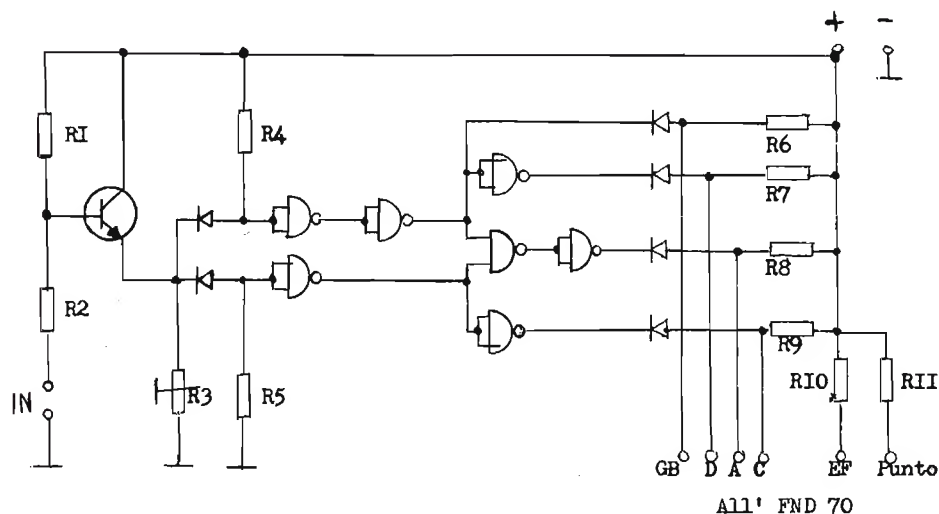 + -
R1
R4
R6
R7
R2
R8
R9
IN
R3
R5
R10
R11
GB D A C EF Punto
All' FND 70